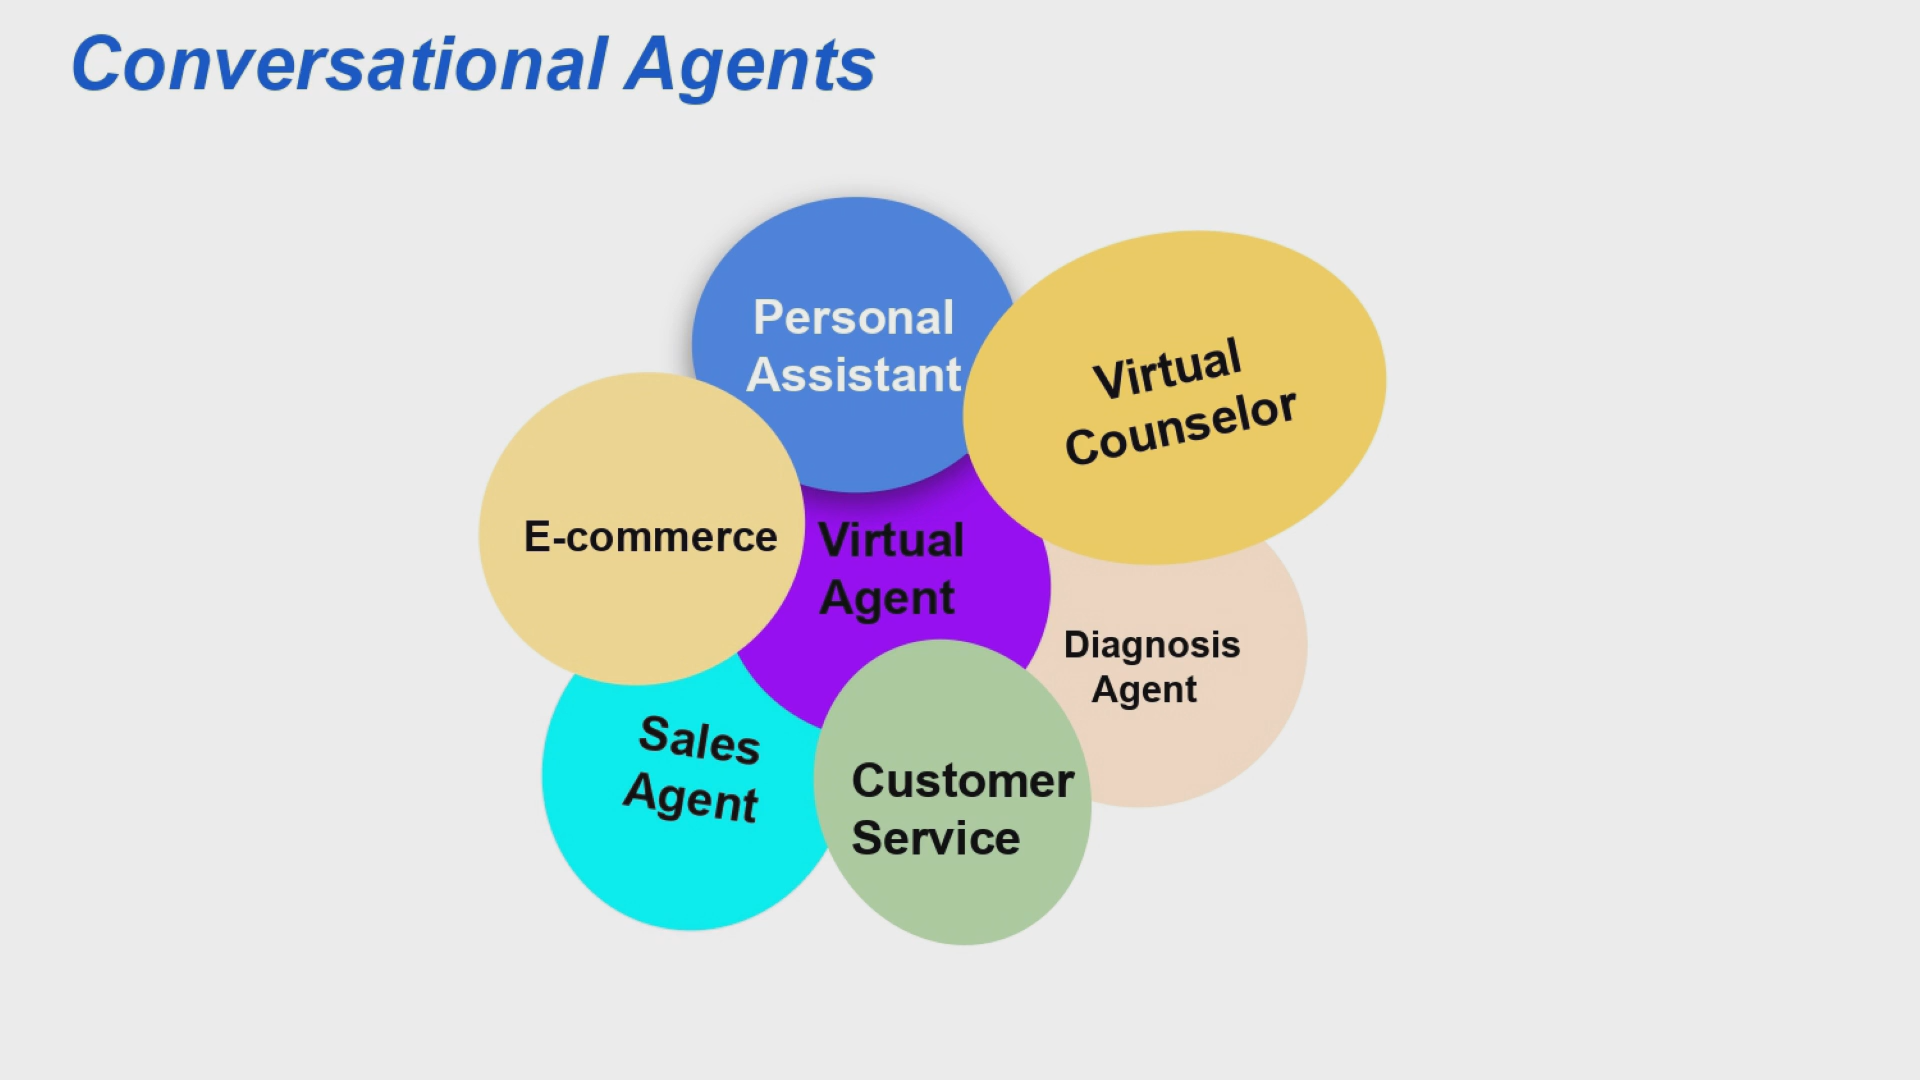 Conversational Agents
Personal
Assistant
Virtual
Counselor
E-commerce
Virtual
Agent
Diagnosis
Agent
Sales
Agent
Customer
Service